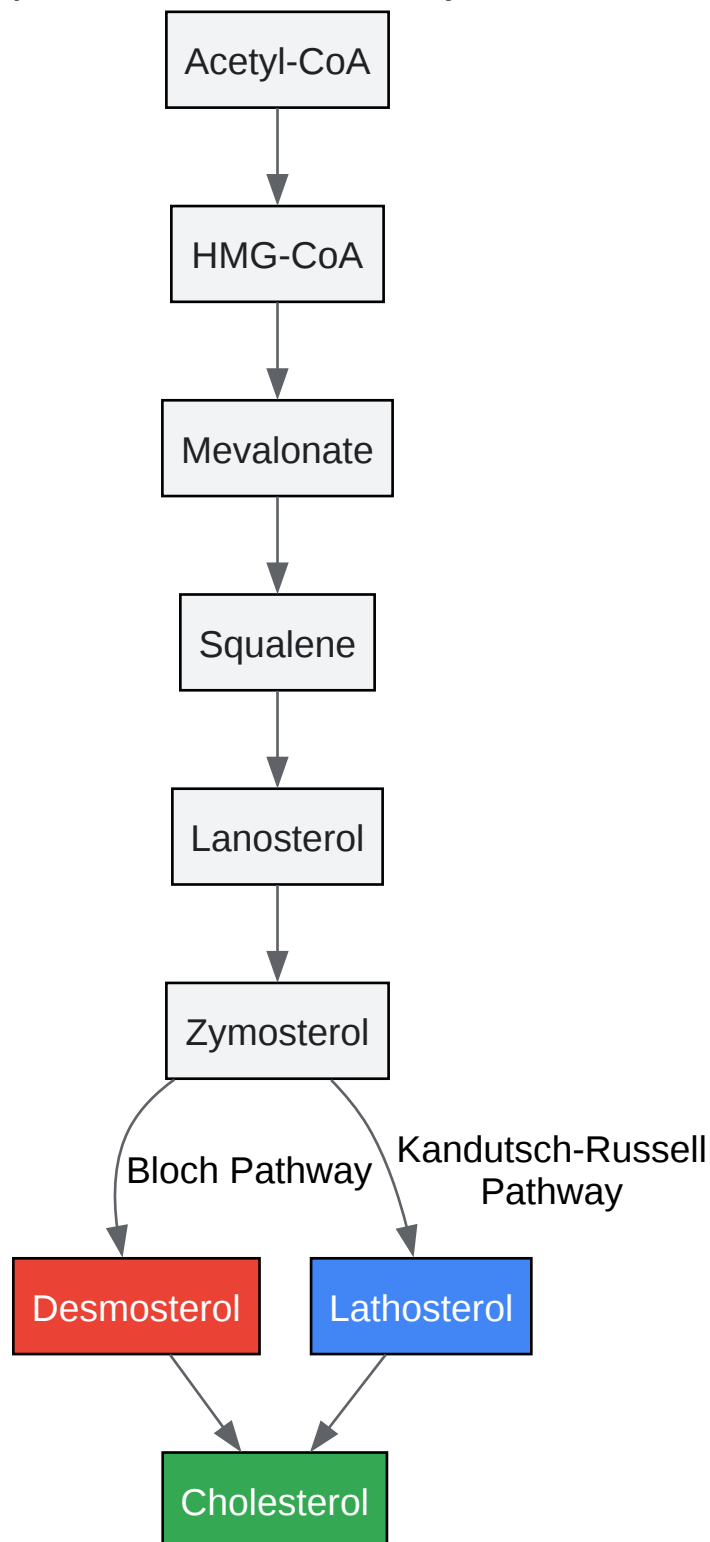 Acetyl-CoA
HMG-CoA
Mevalonate
Squalene
Lanosterol
Zymosterol
Bloch Pathway
Kandutsch-Russell
Pathway
Desmosterol
Lathosterol
Cholesterol